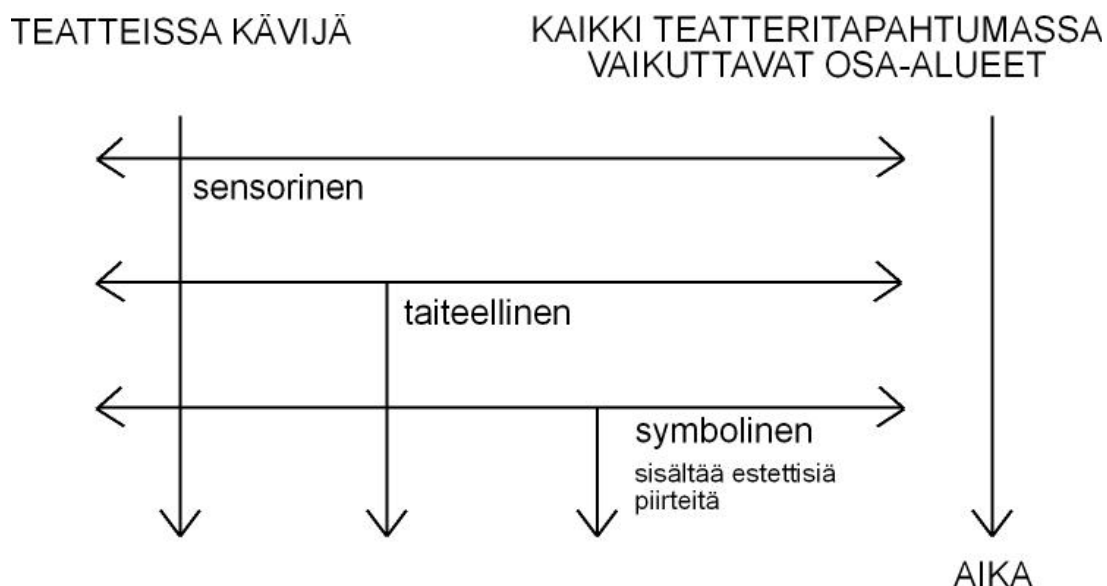 TEATTEISSA KÄVIJÄ
KAIKKI TEATTERITAPAHTUMASSA
VAIKUTTAVAT OSA-ALUEET
sensorinen
taiteellinen
symbolinen
sisältää estettisiä
piirteitä
AIKA